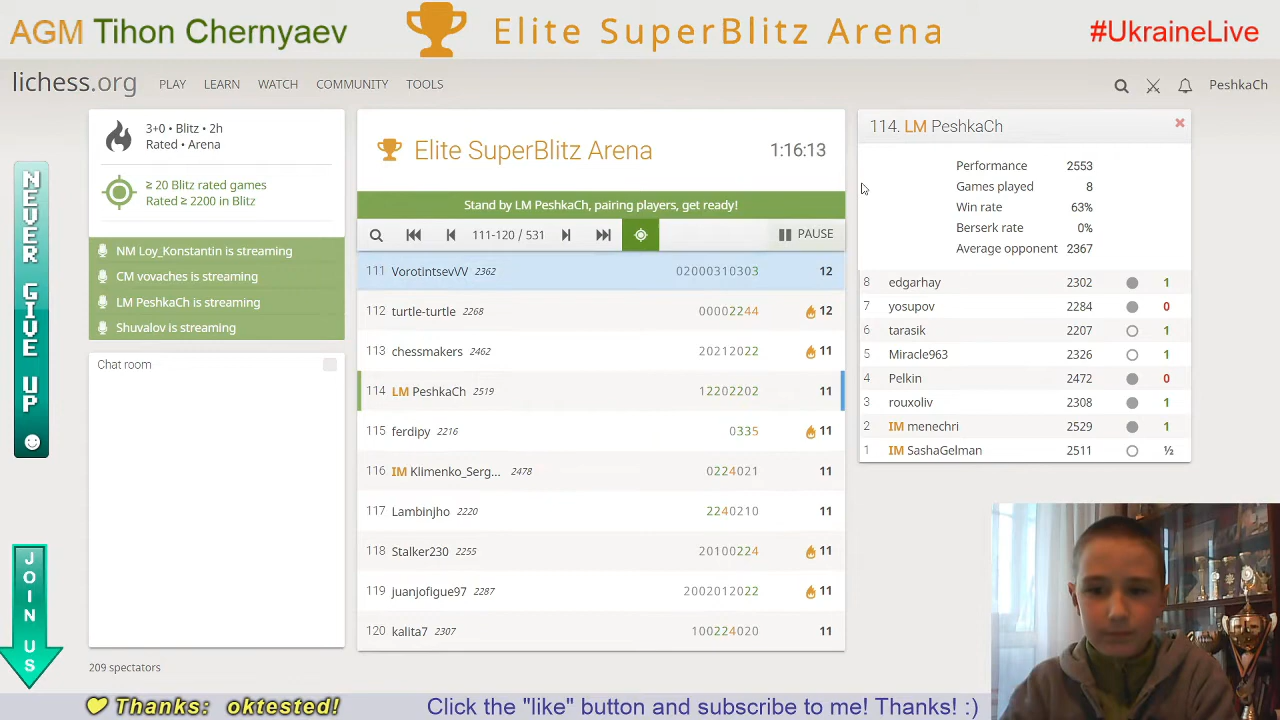 AGM Tihon Chernyaev
Elite SuperBlitz Arena
#UkraineLive
lichess.org PLAY LEARN WATCH COMMUNITY TOOLS PeshkaCh
3+0 • Blitz • 2h
Rated • Arena
≥ 20 Blitz rated games
Rated ≥ 2200 in Blitz
NM Loy_Konstantin is streaming
CM vovaches is streaming
LM PeshkaCh is streaming
Shuvalov is streaming
Chat room
209 spectators
NEVER GIVE UP
JOIN US
Elite SuperBlitz Arena 1:16:13
Stand by LM PeshkaCh, pairing players, get ready!
111-120 / 531 PAUSE
111 VorotintsevVV 2362 02000310303 12
112 turtle-turtle 2268 00002244 12
113 chessmakers 2462 20212022 11
114 LM PeshkaCh 2519 12202202 11
115 ferdipy 2216 0335 11
116 IM Klimenko_Serg... 2478 0224021 11
117 Lambinjho 2220 2240210 11
118 Stalker230 2255 20100224 11
119 juanjofigue97 2287 2002012022 11
120 kalita7 2307 100224020 11
114. LM PeshkaCh
Performance 2553
Games played 8
Win rate 63%
Berserk rate 0%
Average opponent 2367
8 edgarhay 2302 1
7 yosupov 2284 0
6 tarasik 2207 1
5 Miracle963 2326 1
4 Pelkin 2472 0
3 rouxoliv 2308 1
2 IM menechri 2529 1
1 IM SashaGelman 2511 ½
Thanks: oktested!
Click the "like" button and subscribe to me! Thanks! :)